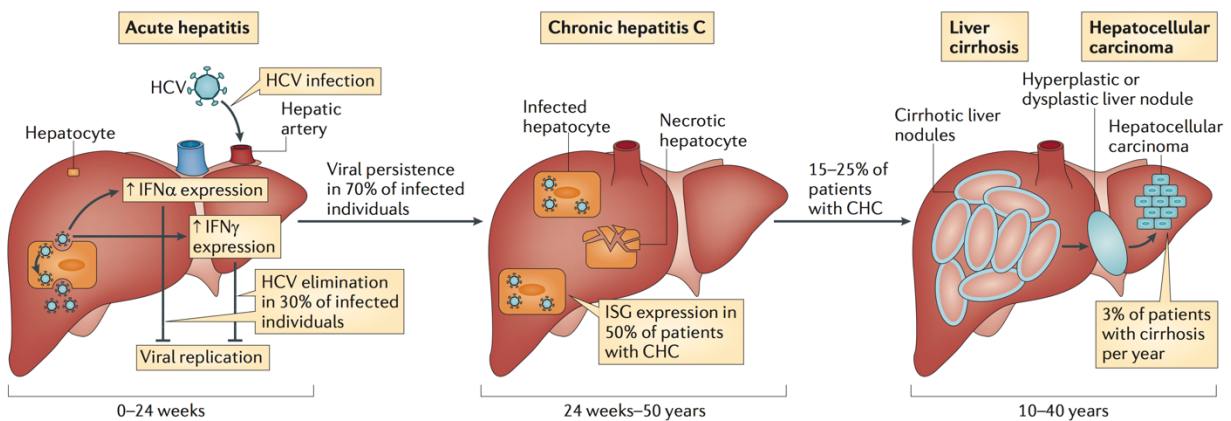 Acute hepatitis
HCV
HCV infection
Hepatic
artery
Hepatocyte
↑ IFNα expression
↑ IFNγ
expression
HCV elimination
in 30% of infected
individuals
Viral replication
0–24 weeks
Viral persistence
in 70% of infected
individuals
Chronic hepatitis C
Infected
hepatocyte
Necrotic
hepatocyte
ISG expression in
50% of patients
with CHC
24 weeks–50 years
15–25% of
patients
with CHC
Liver
cirrhosis
Hepatocellular
carcinoma
Hyperplastic or
dysplastic liver nodule
Cirrhotic liver
nodules
Hepatocellular
carcinoma
3% of patients
with cirrhosis
per year
10–40 years